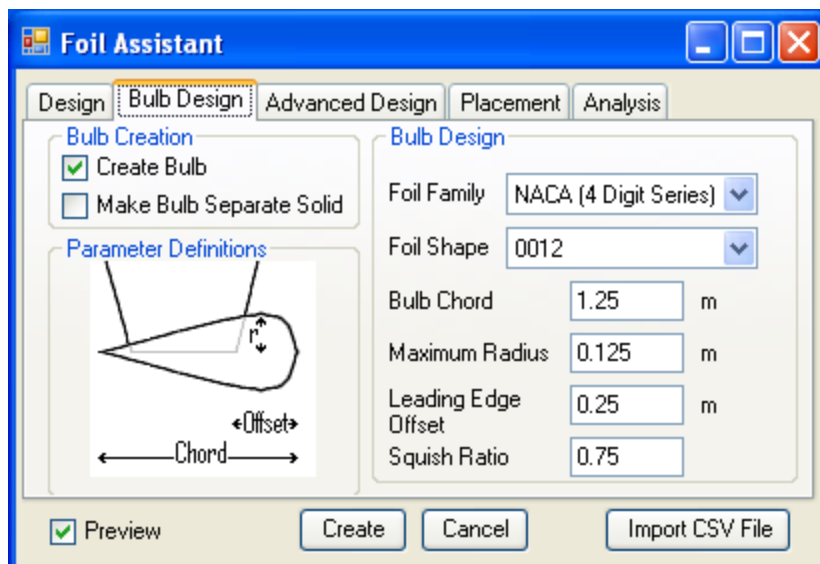 Foil Assistant
Design Bulb Design Advanced Design Placement Analysis
Bulb Creation
Create Bulb
Make Bulb Separate Solid
Parameter Definitions
r
Offset
Chord
Bulb Design
Foil Family NACA (4 Digit Series)
Foil Shape 0012
Bulb Chord 1.25 m
Maximum Radius 0.125 m
Leading Edge
Offset 0.25 m
Squish Ratio 0.75
Preview Create Cancel Import CSV File